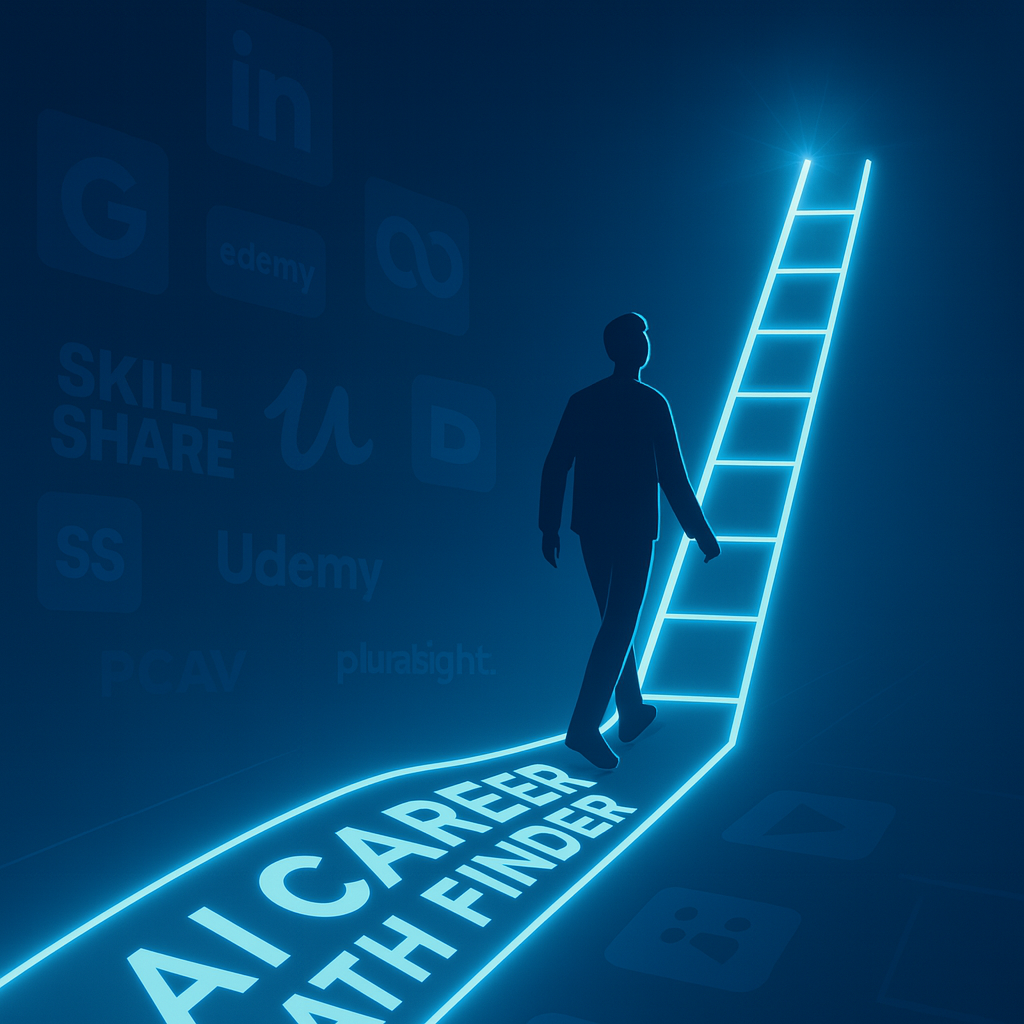 in
G
edemy
SKILL
SHARE
u
D
SS
Udemy
PCAV
pluralsight.
AI CAREER
ATH FINDER